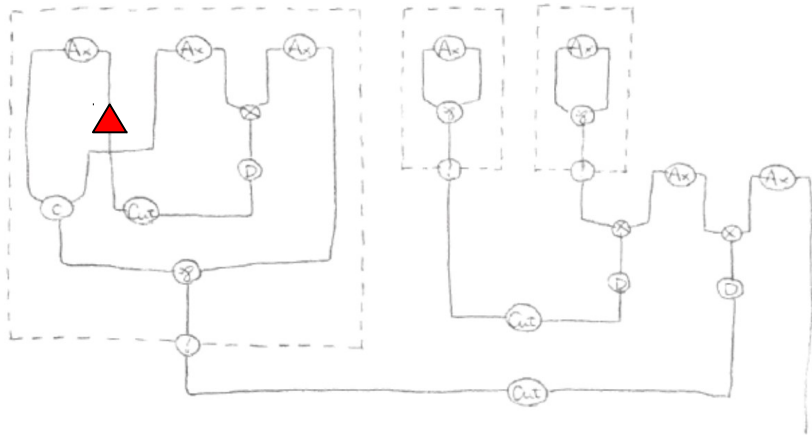 Ax Ax Ax Ax Ax
⊗ ⅋ ⅋
D ! ! Ax Ax
c Cut
⊗ ⊗
⅋ D D
Cut
!
Cut